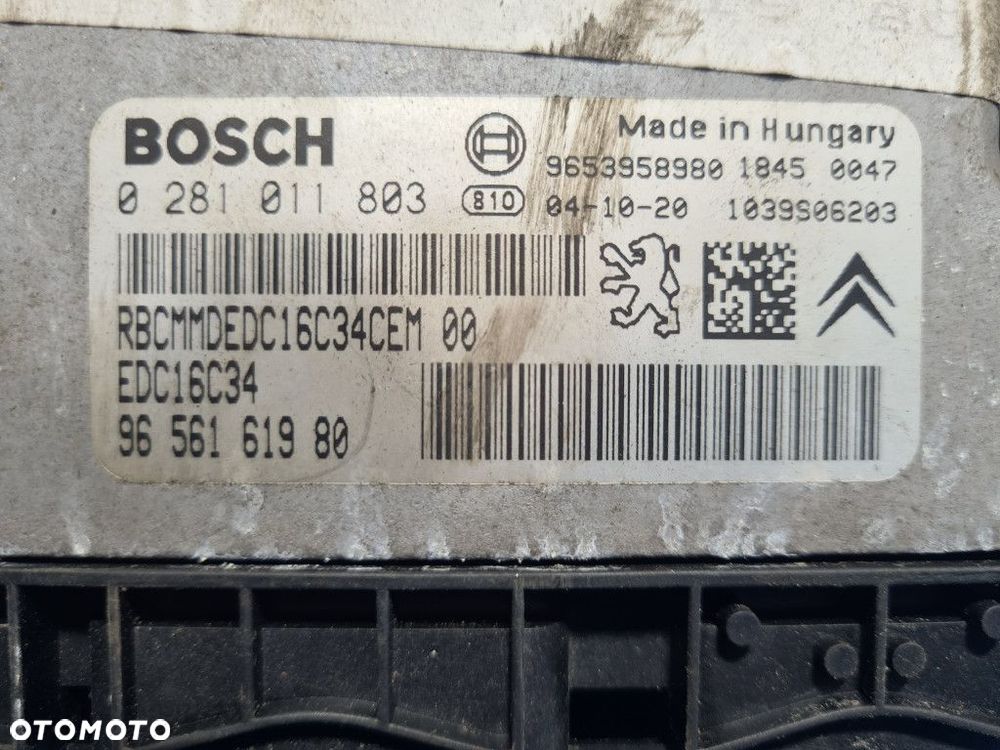 BOSCH
Made in Hungary
9653958980 1845 0047
0 281 011 803
810
04-10-20 1039S06203
RBCMMDEDC16C34CEM 00
EDC16C34
96 561 619 80
OTOMOTO